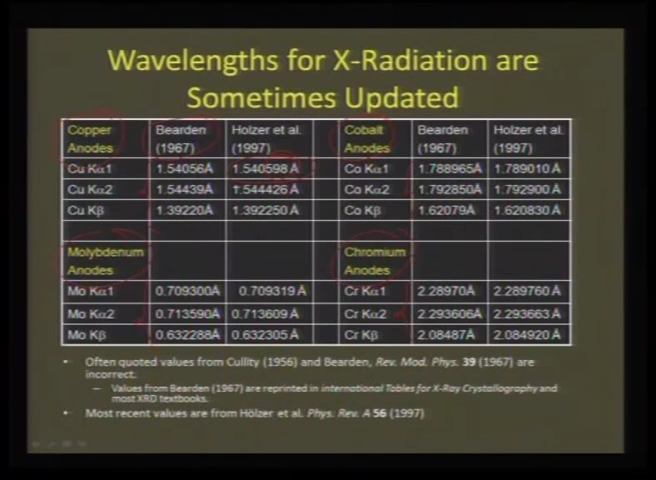 Wavelengths for X-Radiation are
Sometimes Updated
Copper Anodes Bearden (1967) Holzer et al. (1997) Cobalt Anodes Bearden (1967) Holzer et al. (1997)
Cu Kα1 1.54056Å 1.540598 Å Co Kα1 1.788965Å 1.789010 Å
Cu Kα2 1.54439Å 1.544426 Å Co Kα2 1.792850Å 1.792900 Å
Cu Kβ 1.39220Å 1.392250 Å Co Kβ 1.62079Å 1.620830 Å
Molybdenum Anodes Chromium Anodes
Mo Kα1 0.709300Å 0.709319 Å Cr Kα1 2.28970Å 2.289760 Å
Mo Kα2 0.713590Å 0.713609 Å Cr Kα2 2.293606Å 2.293663 Å
Mo Kβ 0.632288Å 0.632305 Å Cr Kβ 2.08487Å 2.084920 Å
• Often quoted values from Cullity (1956) and Bearden, Rev. Mod. Phys. 39 (1967) are
incorrect.
– Values from Bearden (1967) are reprinted in international Tables for X-Ray Crystallography and
most XRD textbooks.
• Most recent values are from Hölzer et al. Phys. Rev. A 56 (1997)